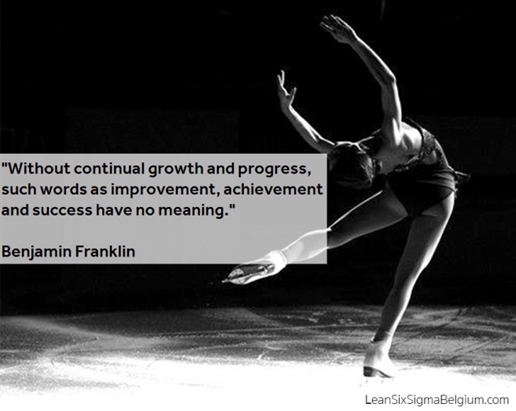 "Without continual growth and progress,
such words as improvement, achievement
and success have no meaning."
Benjamin Franklin
LeanSixSigmaBelgium.com